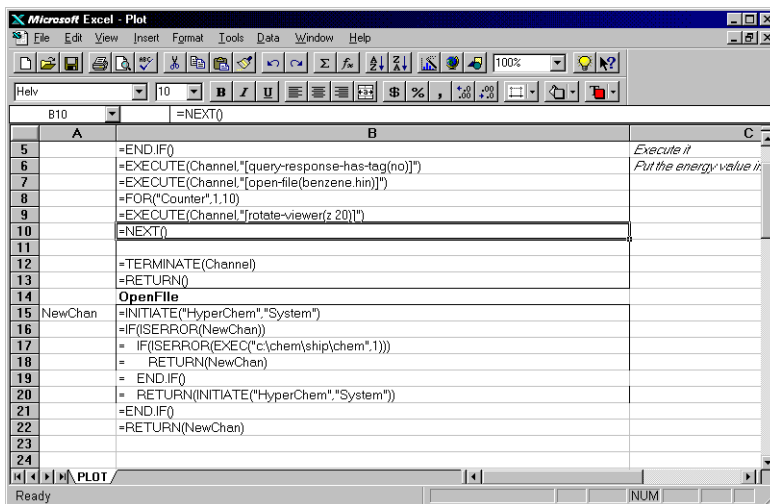 Microsoft Excel - Plot
File Edit View Insert Format Tools Data Window Help
100%
Helv 10 B I U $ % ,
B10 =NEXT()
A B C
5 =END.IF() Execute it
6 =EXECUTE(Channel,"[query-response-has-tag(no)]") Put the energy value in
7 =EXECUTE(Channel,"[open-file(benzene.hin)]")
8 =FOR("Counter",1,10)
9 =EXECUTE(Channel,"[rotate-viewer(z 20)]")
10 =NEXT()
11
12 =TERMINATE(Channel)
13 =RETURN()
14 OpenFIle
15 NewChan =INITIATE("HyperChem","System")
16 =IF(ISERROR(NewChan))
17 = IF(ISERROR(EXEC("c:\chem\ship\chem",1)))
18 = RETURN(NewChan)
19 = END.IF()
20 = RETURN(INITIATE("HyperChem","System"))
21 =END.IF()
22 =RETURN(NewChan)
23
24
PLOT
Ready NUM